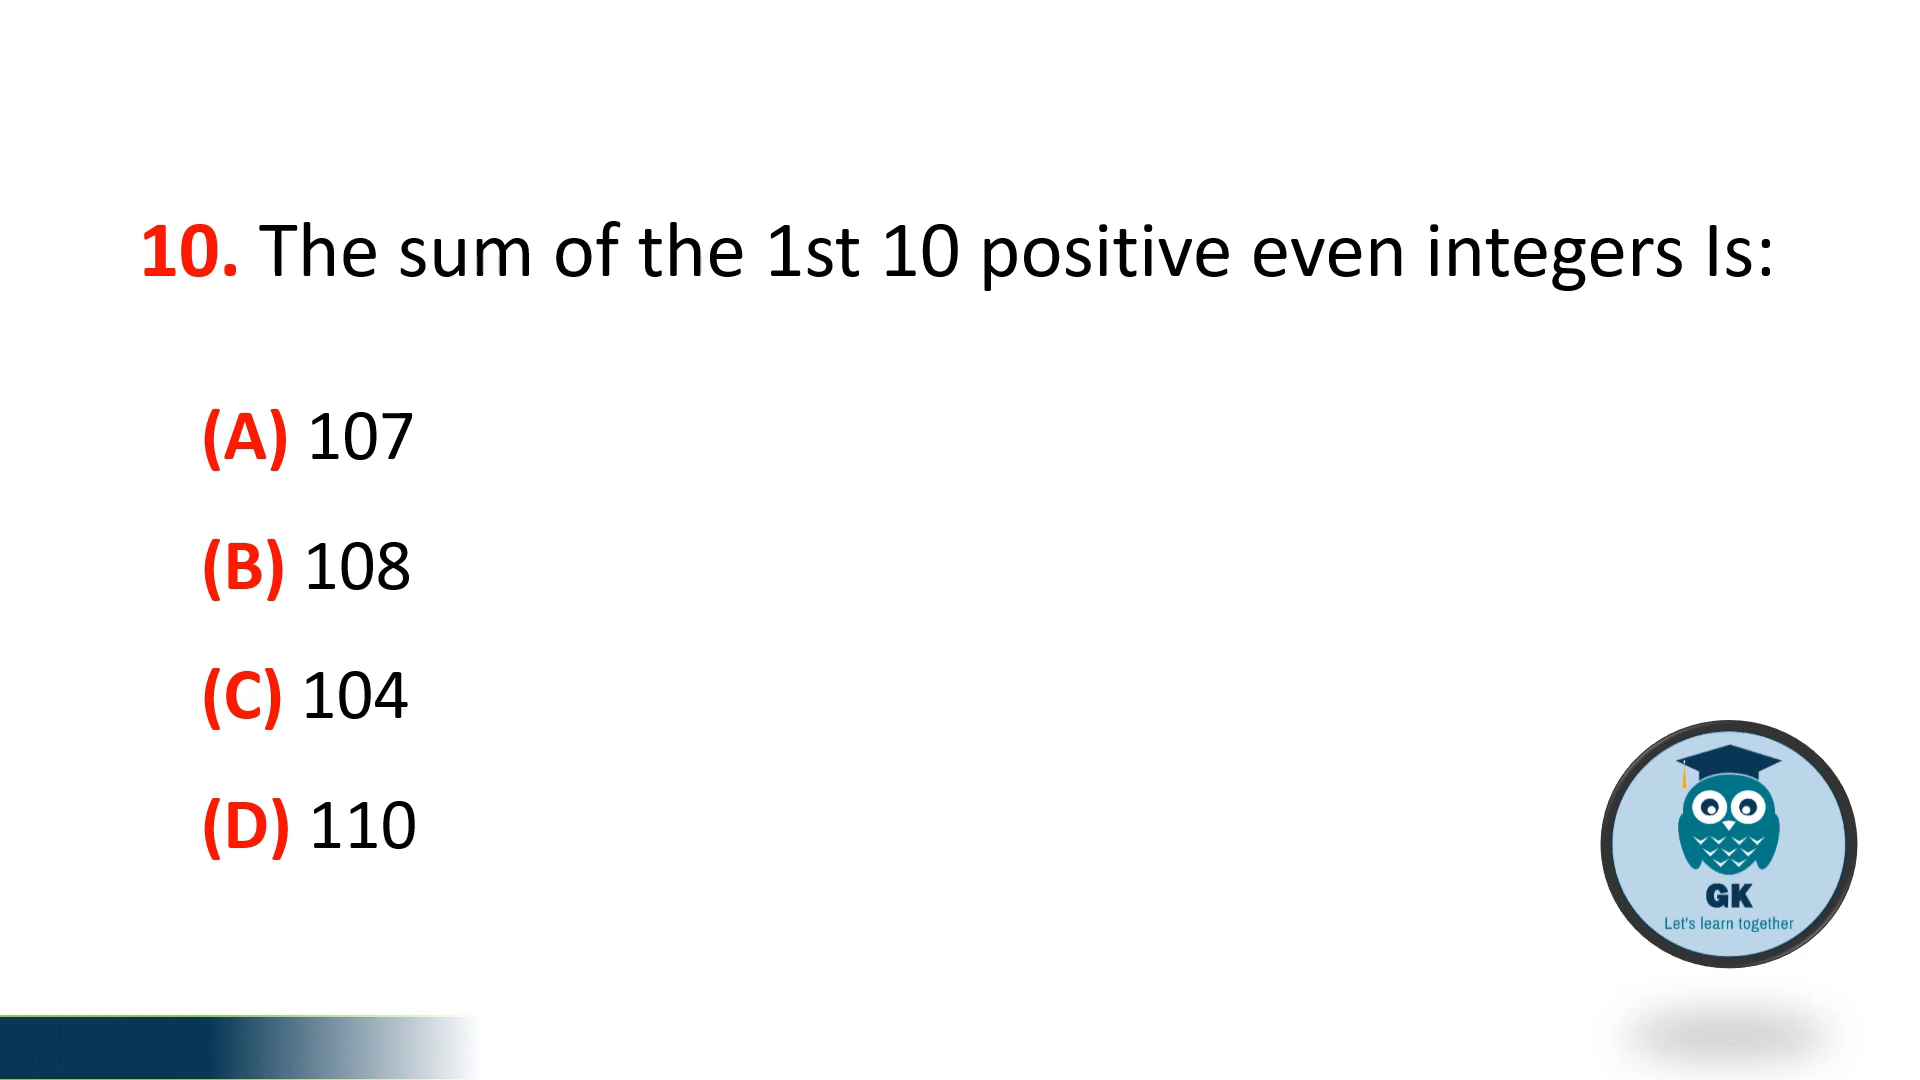 10. The sum of the 1st 10 positive even integers Is:
(A) 107
(B) 108
(C) 104
(D) 110
GK
Let's learn together